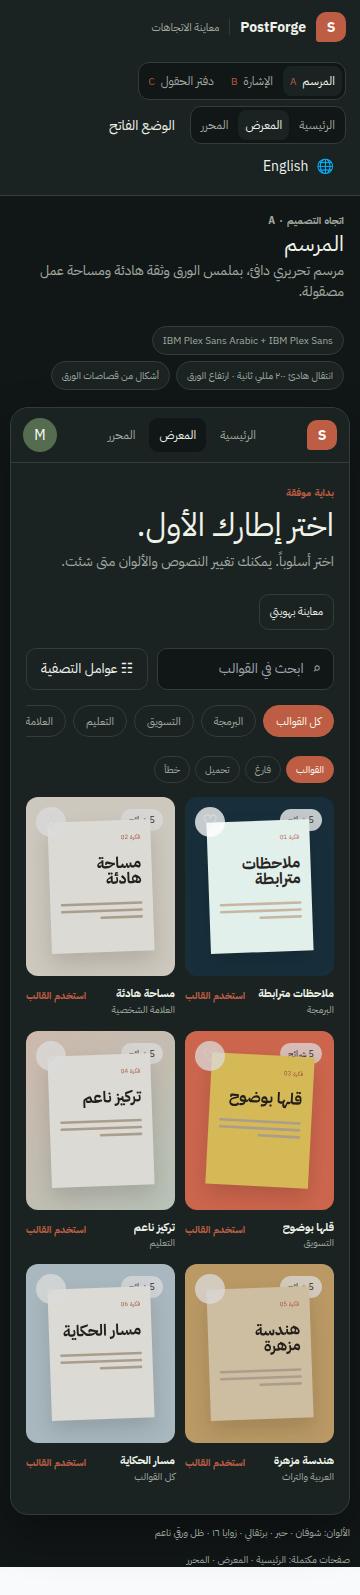 S PostForge معاينة الاتجاهات
المرسم A الإشارة B دفتر الحقول C
الرئيسية المعرض المحرر الوضع الفاتح
English
اتجاه التصميم · A
المرسم
مرسم تحريري دافئ، بملمس الورق وثقة هادئة ومساحة عمل
مصقولة.
IBM Plex Sans Arabic + IBM Plex Sans
انتقال هادئ ٢٠٠ مللي ثانية · ارتفاع الورق
أشكال من قصاصات الورق
S الرئيسية المعرض المحرر M
بداية موفقة
اختر إطارك الأول.
اختر أسلوباً. يمكنك تغيير النصوص والألوان متى شئت.
معاينة بهويتي
ابحث في القوالب
عوامل التصفية
كل القوالب البرمجة التسويق التعليم العلامة
القوالب فارغ تحميل خطأ
فكرة 01
ملاحظات
مترابطة
ملاحظات مترابطة استخدم القالب
البرمجة
فكرة 02
مساحة
هادئة
مساحة هادئة استخدم القالب
العلامة الشخصية
5 شرائح
فكرة 03
قلها بوضوح
قلها بوضوح استخدم القالب
التسويق
فكرة 04
تركيز ناعم
تركيز ناعم استخدم القالب
التعليم
فكرة 05
هندسة
مزهرة
هندسة مزهرة استخدم القالب
العربية والتراث
فكرة 06
مسار الحكاية
مسار الحكاية استخدم القالب
كل القوالب
الألوان: شوفان · حبر · برتقالي · زوايا ١٦ · ظل ورقي ناعم
صفحات مكتملة: الرئيسية · المعرض · المحرر